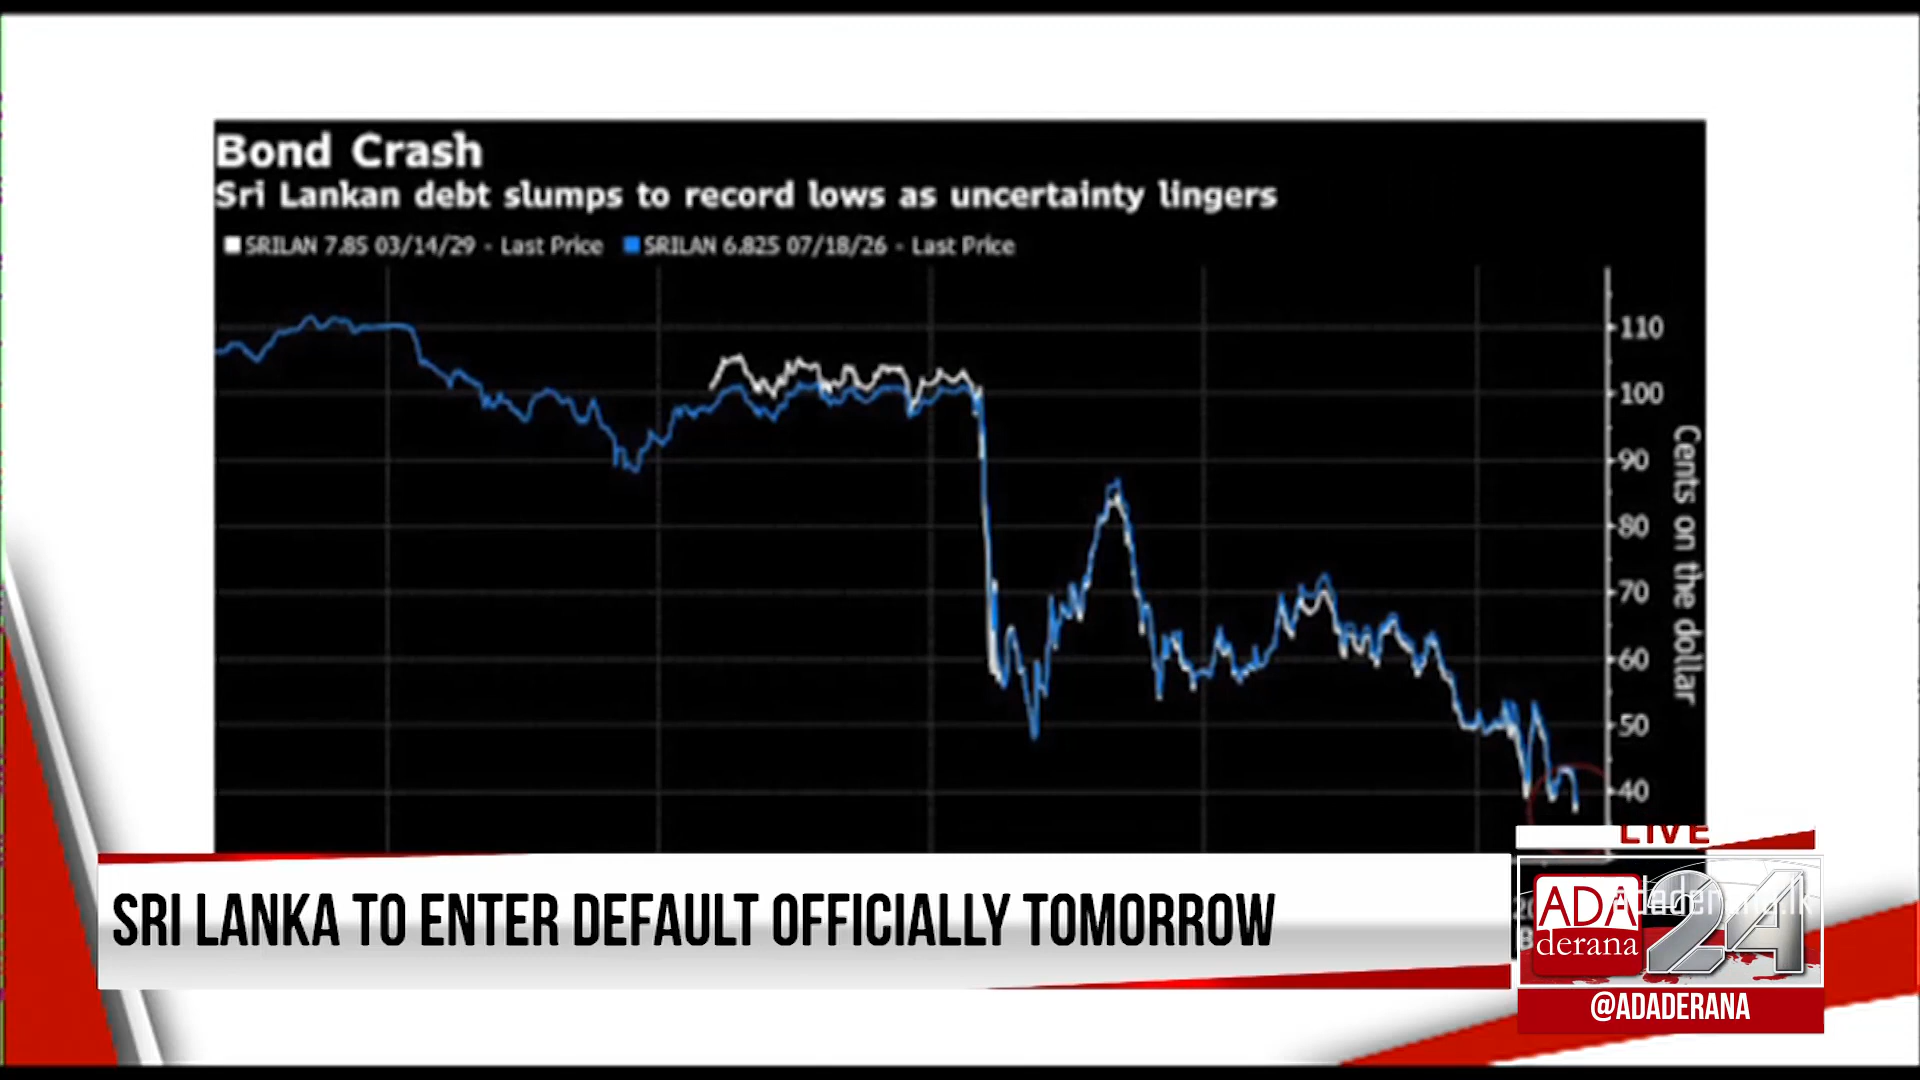 Bond Crash
Sri Lankan debt slumps to record lows as uncertainty lingers
SRILAN 7.85 03/14/29 - Last Price SRILAN 6.825 07/18/26 - Last Price
110
100
90
80
70
60
50
40
Cents on the dollar
LIVE
SRI LANKA TO ENTER DEFAULT OFFICIALLY TOMORROW
adaderana.lk
ADA
derana
24
@ADADERANA